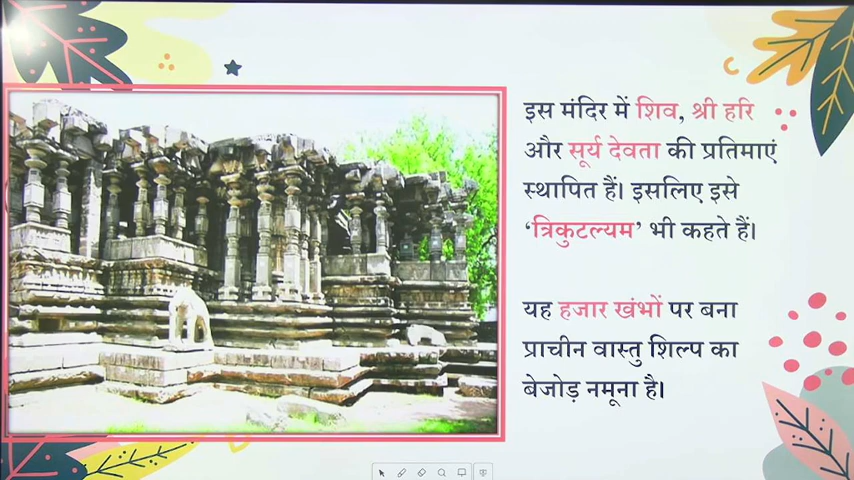 इस मंदिर में शिव, श्री हरि
और सूर्य देवता की प्रतिमाएं
स्थापित हैं। इसलिए इसे
‘त्रिकुटल्यम’ भी कहते हैं।
यह हजार खंभों पर बना
प्राचीन वास्तु शिल्प का
बेजोड़ नमूना है।